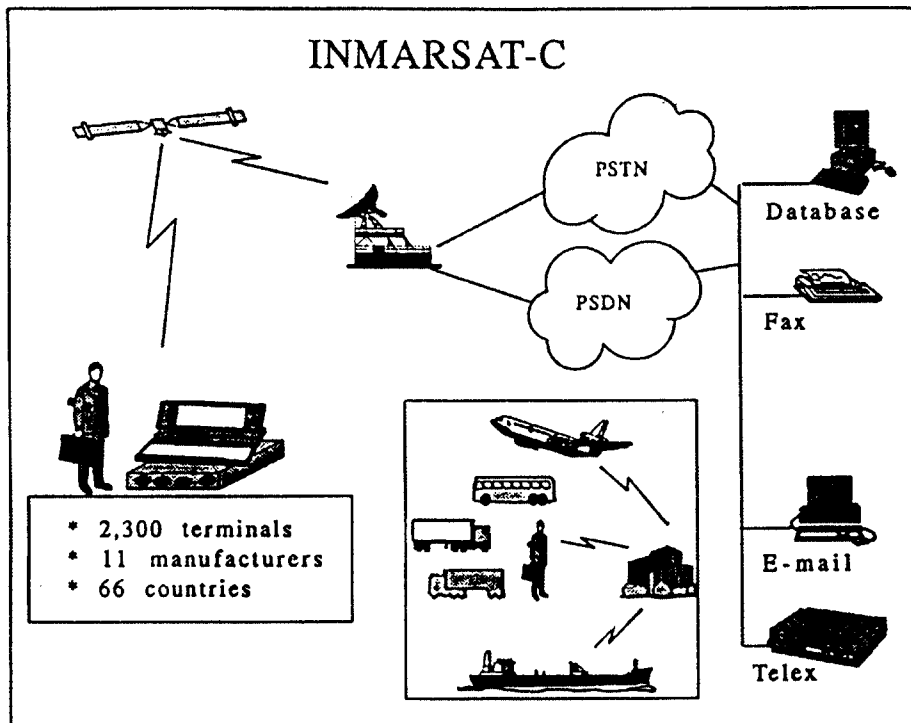 INMARSAT-C
PSTN
PSDN
Database
Fax
E-mail
Telex
* 2,300 terminals
* 11 manufacturers
* 66 countries